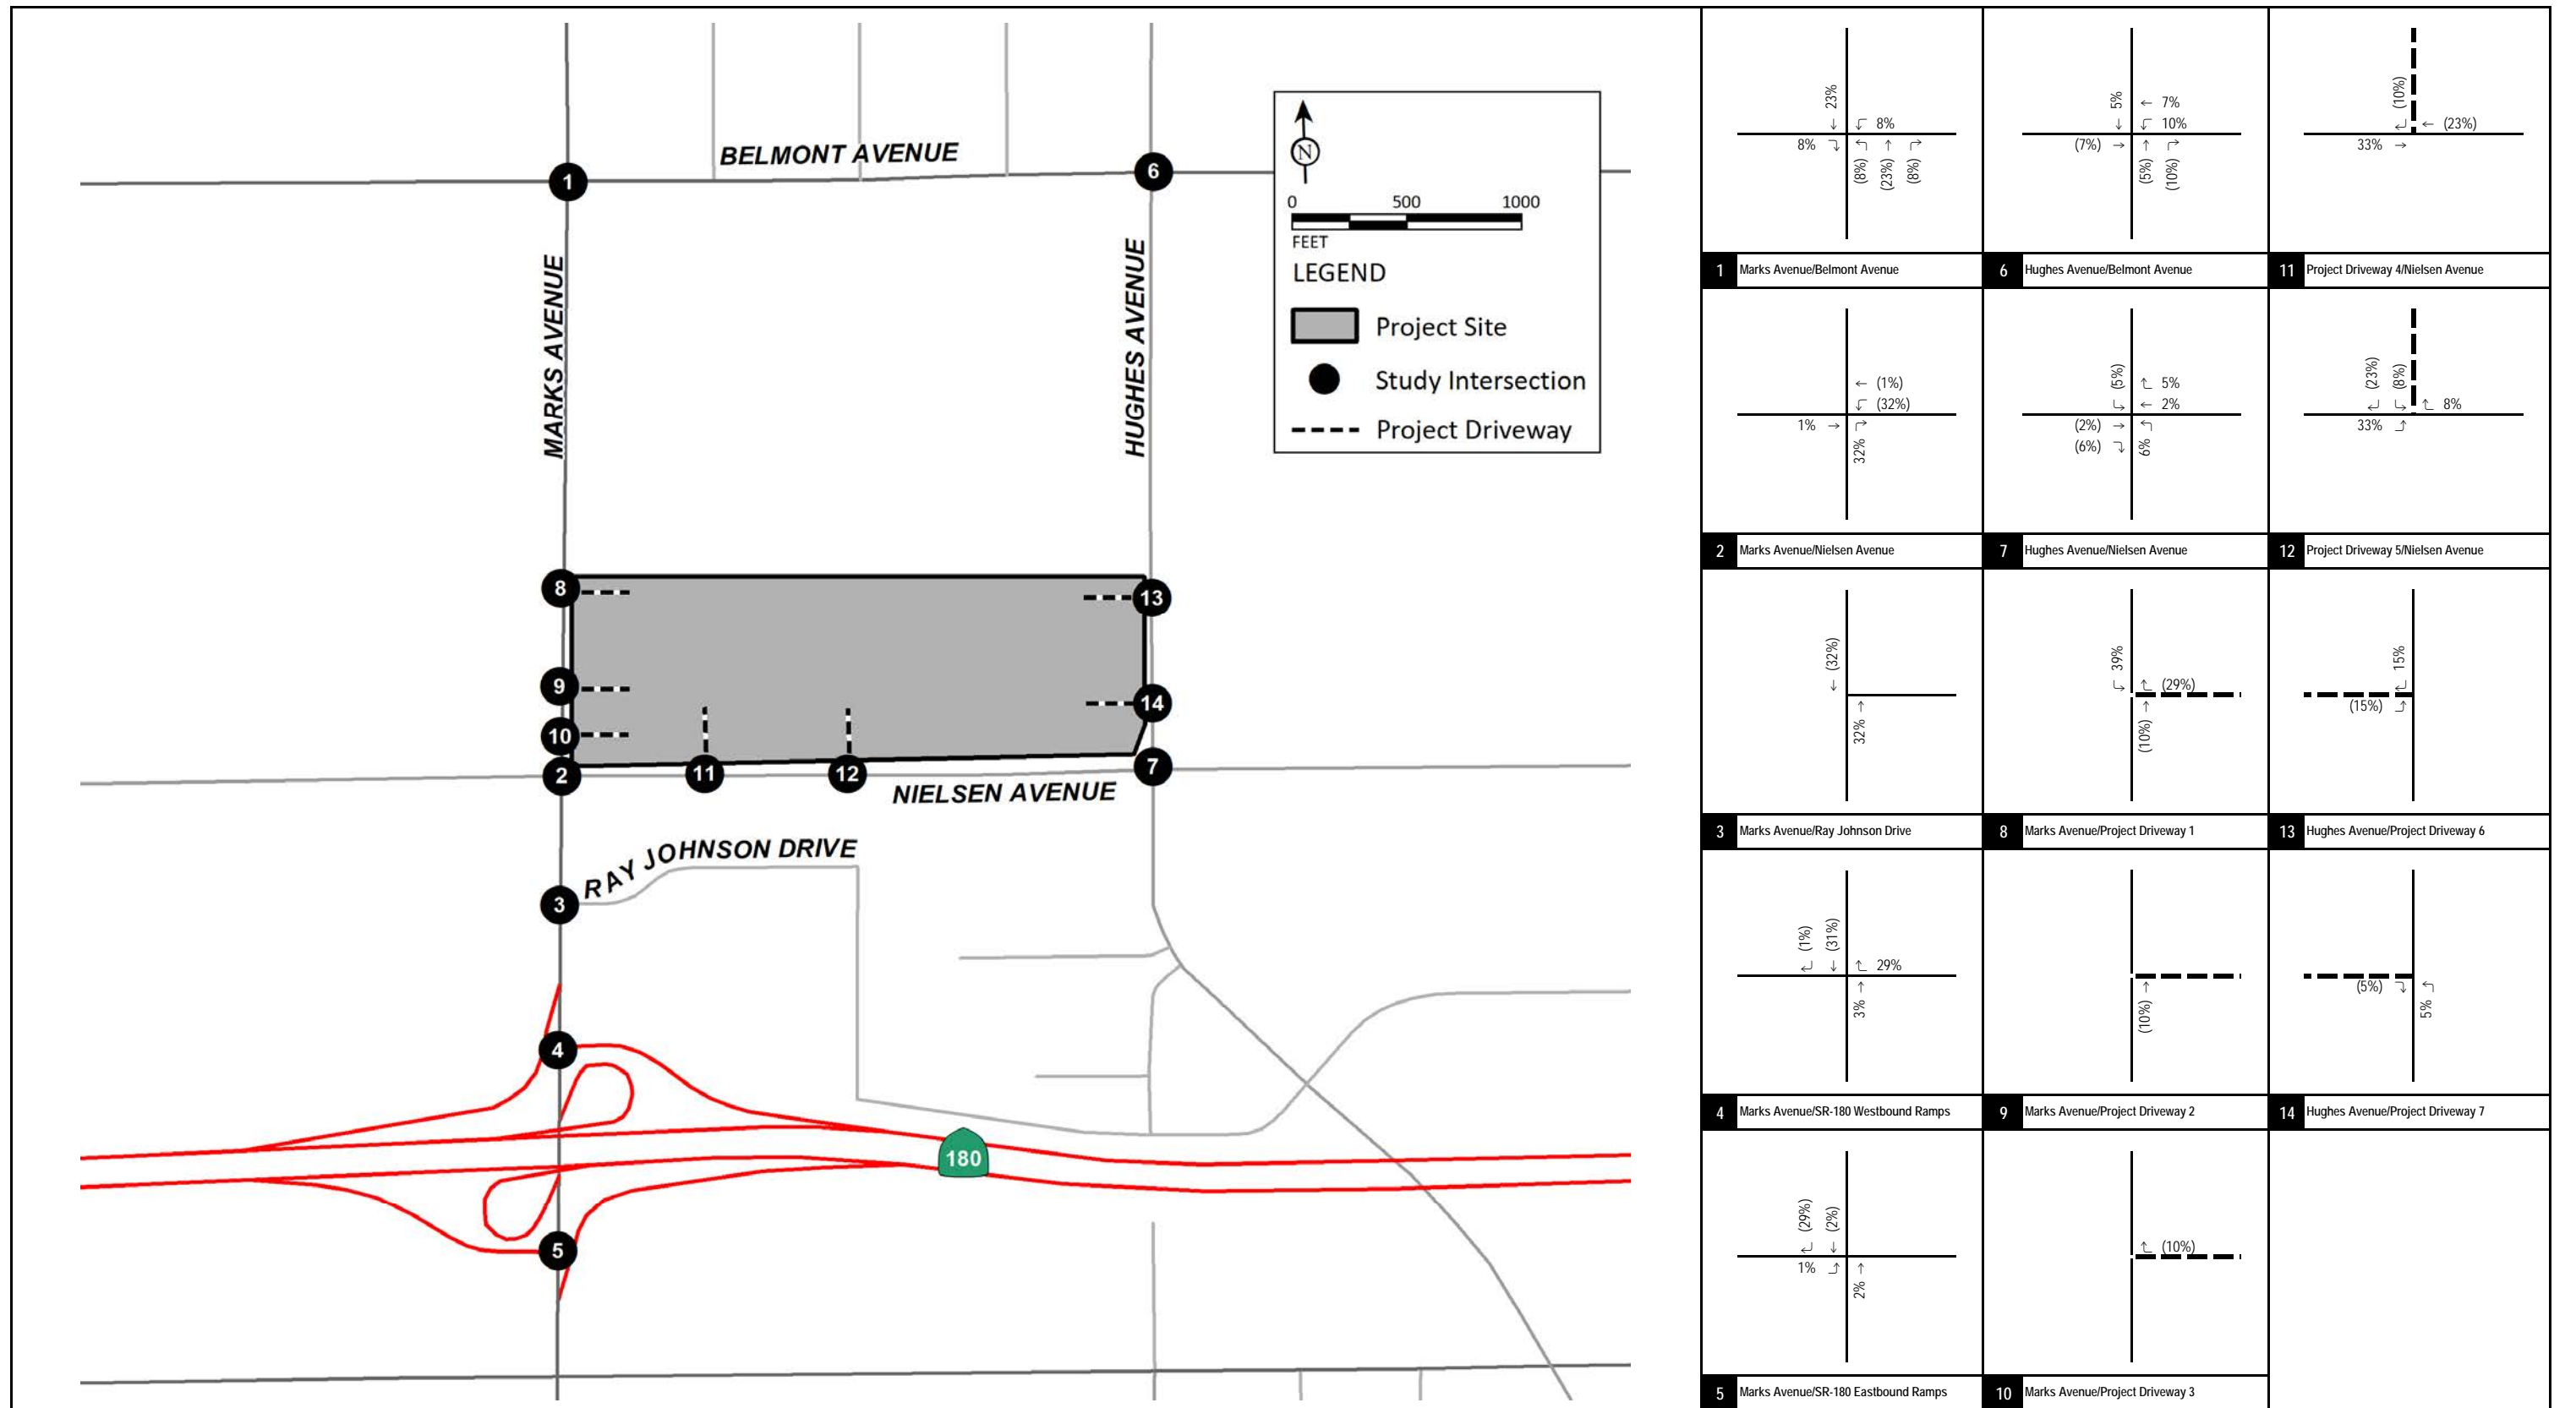 BELMONT AVENUE
1
6
MARKS AVENUE
HUGHES AVENUE
N
0 500 1000
FEET
LEGEND
Project Site
Study Intersection
Project Driveway
8
13
9
14
10
2
11
12
7
NIELSEN AVENUE
RAY JOHNSON DRIVE
3
4
180
5
23%
← 7%
5%
(10%)
↓ 8%
↓ 10%
← (23%)
8%
(8%) (23%) (8%)
(7%) →
(5%) (10%)
33% →
1 Marks Avenue/Belmont Avenue
6 Hughes Avenue/Belmont Avenue
11 Project Driveway 4/Nielsen Avenue
← (1%)
(32%)
1% →
32%
(5%)
5%
← 2%
(2%) →
(6%)
6%
(23%) (8%)
8%
33%
2 Marks Avenue/Nielsen Avenue
7 Hughes Avenue/Nielsen Avenue
12 Project Driveway 5/Nielsen Avenue
(32%)
32%
39%
(29%)
(10%)
15%
(15%)
3 Marks Avenue/Ray Johnson Drive
8 Marks Avenue/Project Driveway 1
13 Hughes Avenue/Project Driveway 6
(1%) (31%)
29%
3%
(10%)
(5%)
5%
4 Marks Avenue/SR-180 Westbound Ramps
9 Marks Avenue/Project Driveway 2
14 Hughes Avenue/Project Driveway 7
(29%) (2%)
1%
2%
(10%)
5 Marks Avenue/SR-180 Eastbound Ramps
10 Marks Avenue/Project Driveway 3